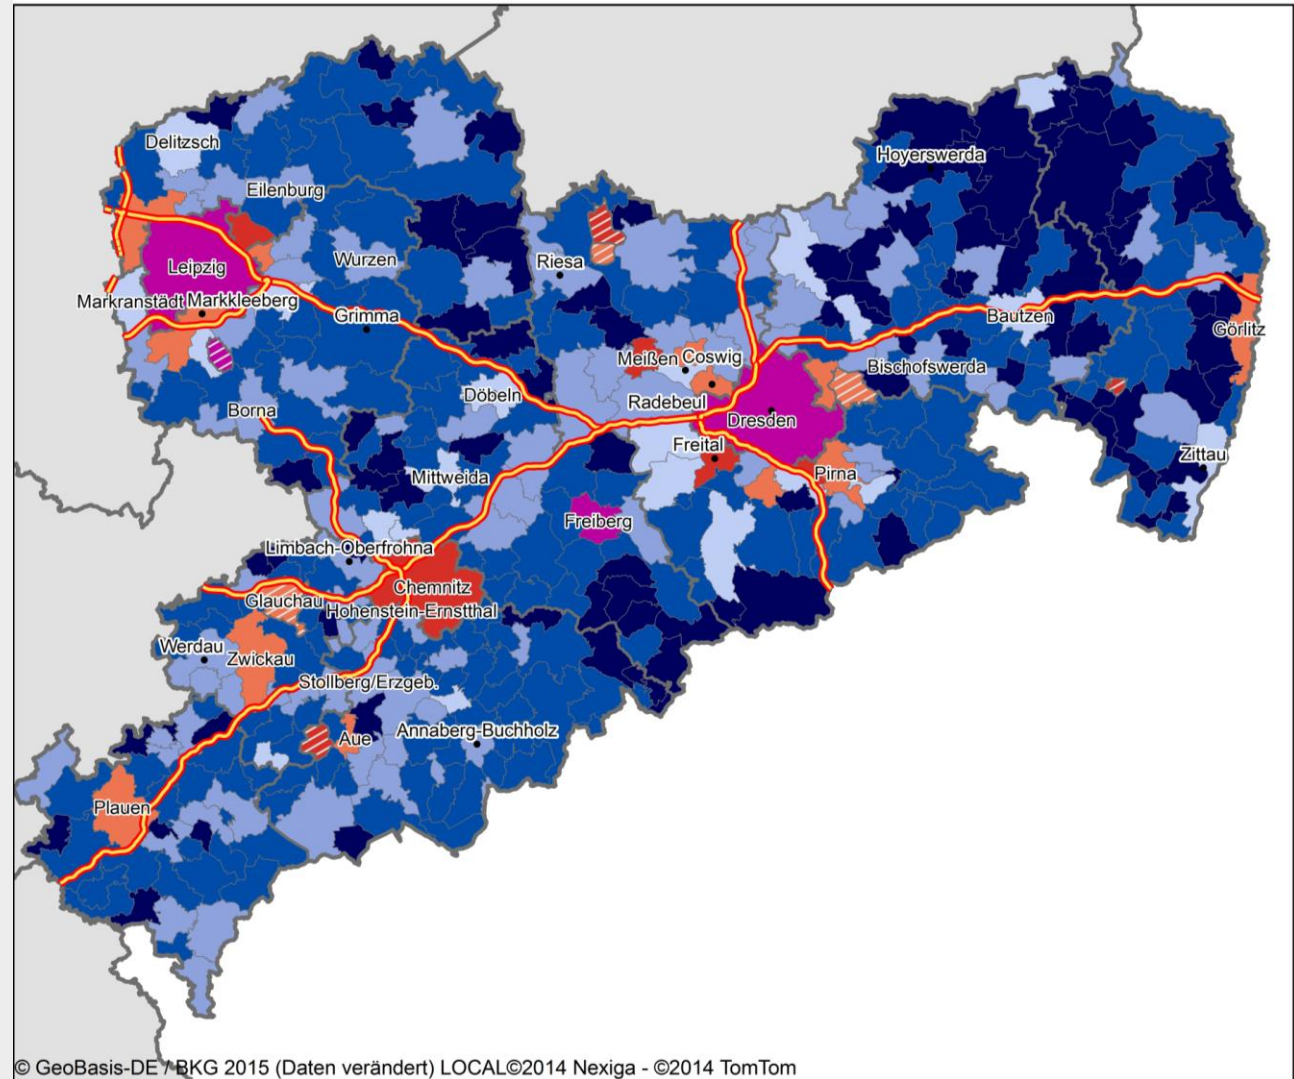 Delitzsch
Hoyerswerda
Eilenburg
Wurzen
Riesa
Leipzig
Markranstädt Markkleeberg
Grimma
Bautzen
Görlitz
Meißen Coswig
Bischofswerda
Döbeln
Radebeul
Borna
Dresden
Freital
Zittau
Mittweida
Pirna
Freiberg
Limbach-Oberfrohna
Chemnitz
Glauchau
Hohenstein-Ernstthal
Werdau
Zwickau
Stollberg/Erzgeb.
Aue
Annaberg-Buchholz
Plauen
© GeoBasis-DE / BKG 2015 (Daten verändert) LOCAL©2014 Nexiga - ©2014 TomTom